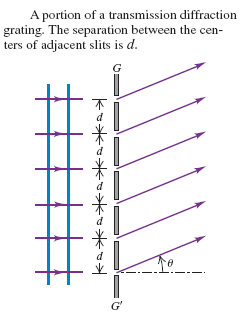 A portion of a transmission diffraction
grating. The separation between the cen-
ters of adjacent slits is d.
G
d
d
d
d
d
θ
G'